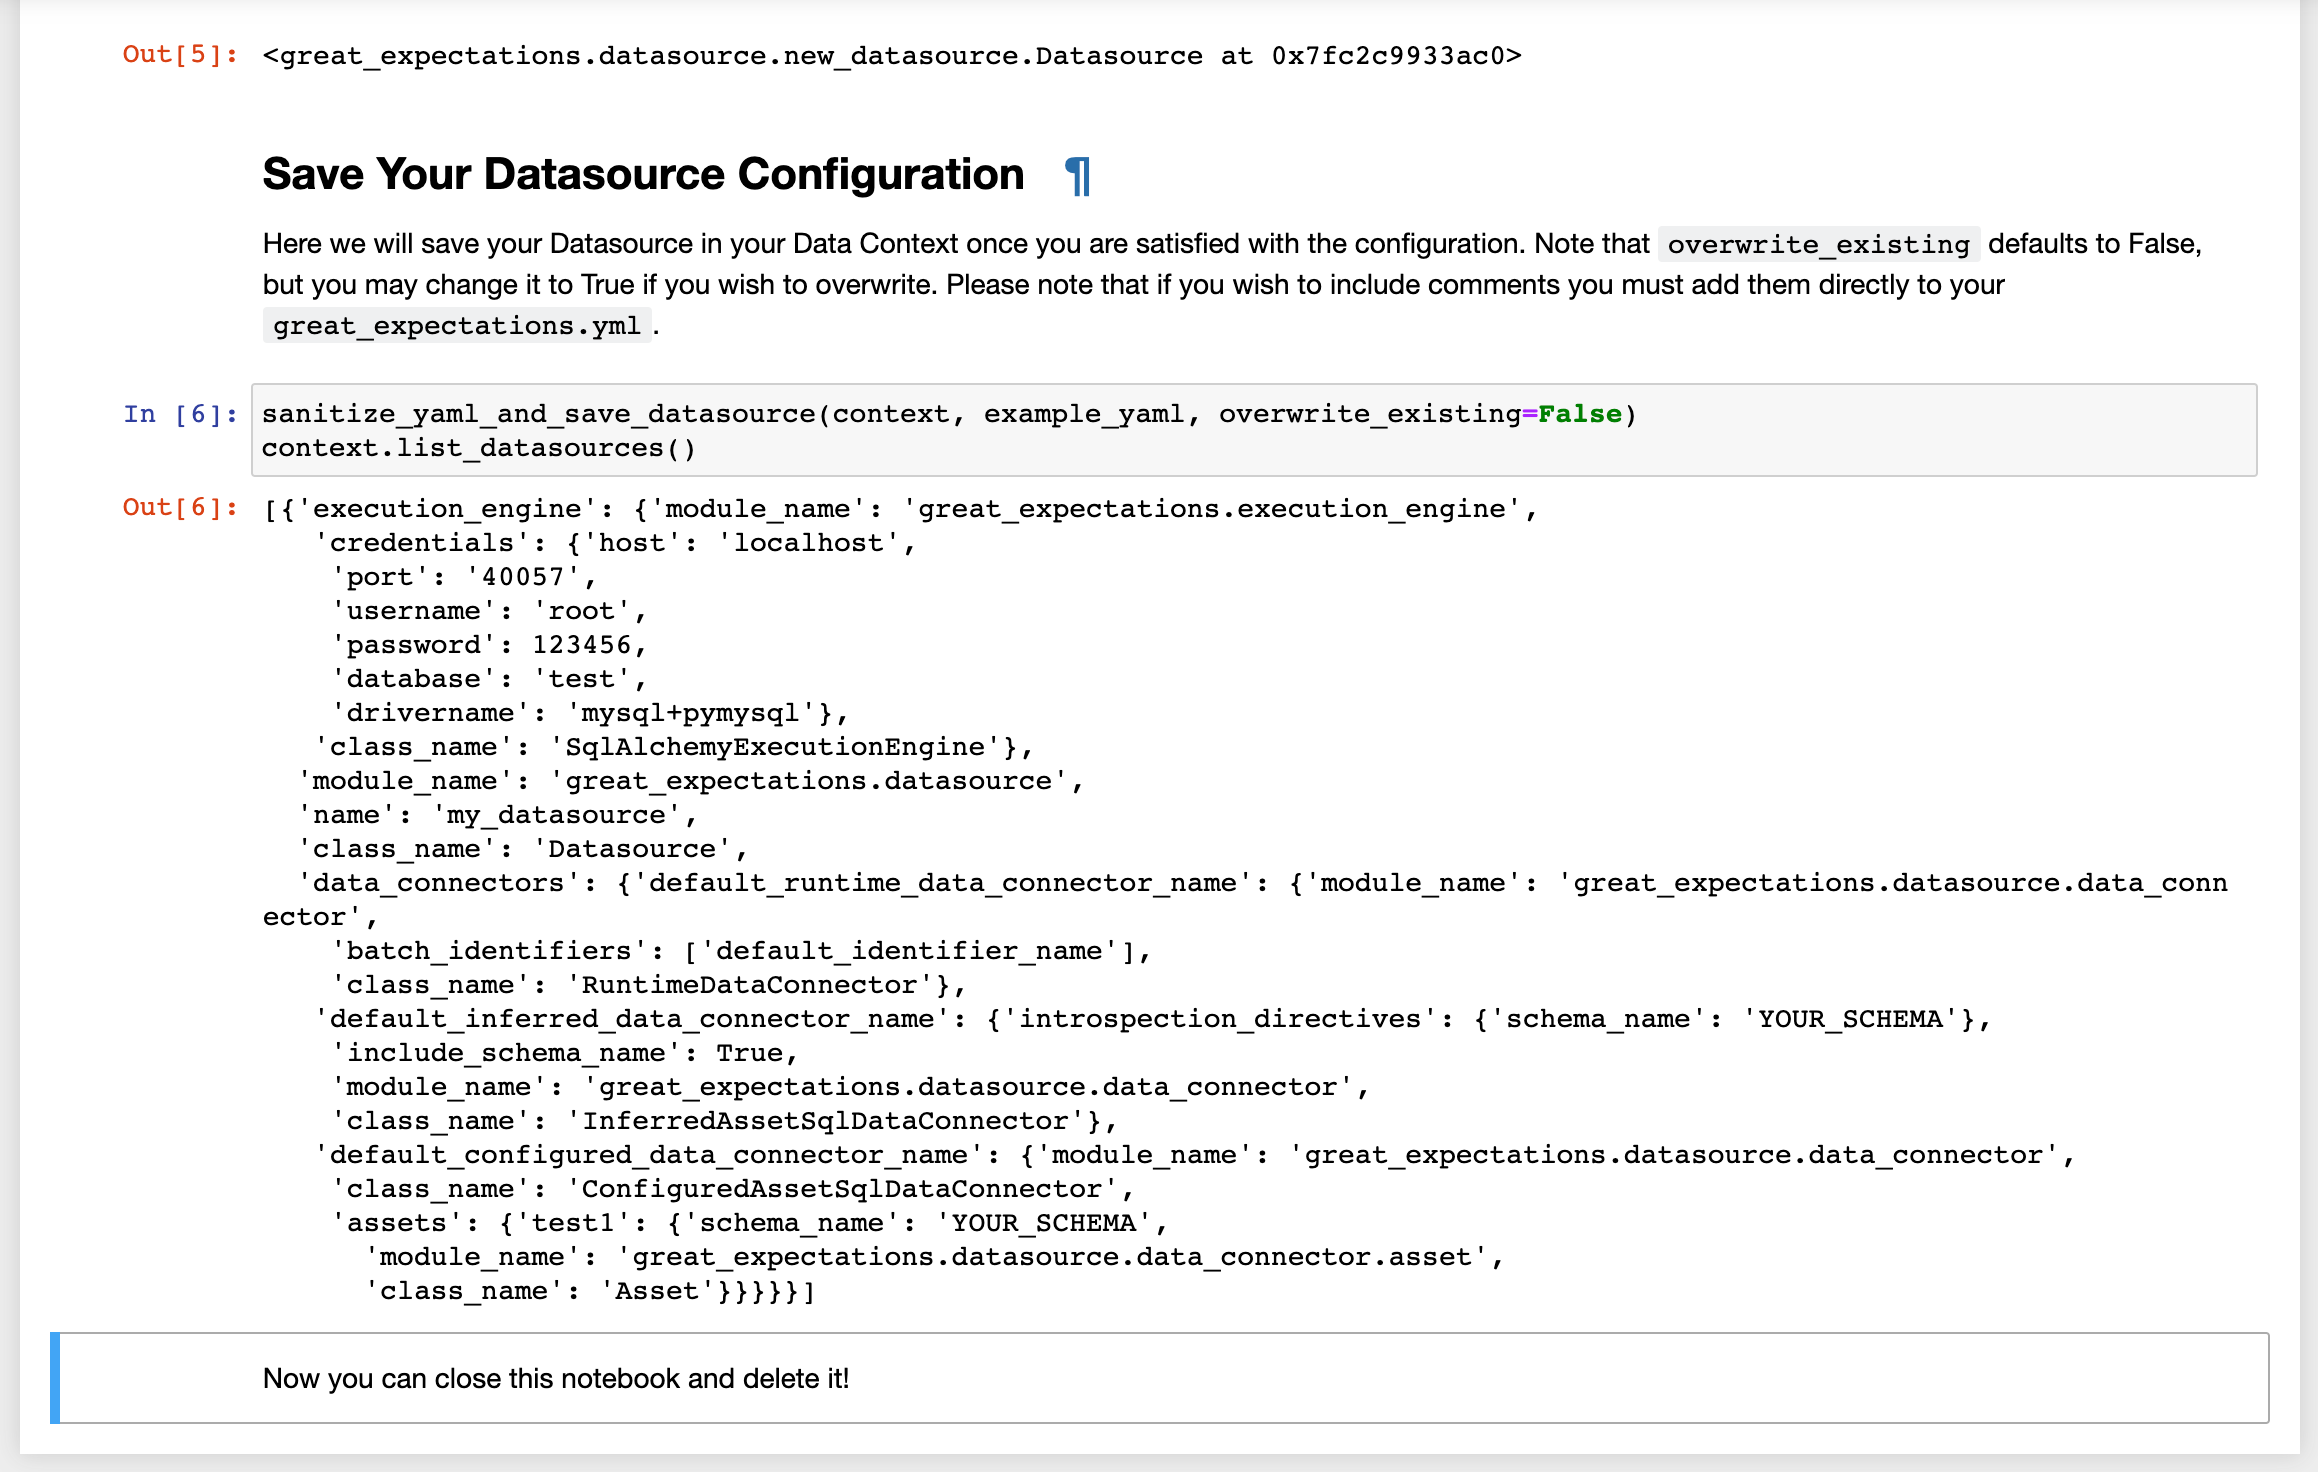 Out[5]: <great_expectations.datasource.new_datasource.Datasource at 0x7fc2c9933ac0>
Save Your Datasource Configuration ¶
Here we will save your Datasource in your Data Context once you are satisfied with the configuration. Note that overwrite_existing defaults to False,
but you may change it to True if you wish to overwrite. Please note that if you wish to include comments you must add them directly to your
great_expectations.yml.
In [6]: sanitize_yaml_and_save_datasource(context, example_yaml, overwrite_existing=False)
context.list_datasources()
Out[6]: [{'execution_engine': {'module_name': 'great_expectations.execution_engine',
'credentials': {'host': 'localhost',
'port': '40057',
'username': 'root',
'password': 123456,
'database': 'test',
'drivername': 'mysql+pymysql'},
'class_name': 'SqlAlchemyExecutionEngine'},
'module_name': 'great_expectations.datasource',
'name': 'my_datasource',
'class_name': 'Datasource',
'data_connectors': {'default_runtime_data_connector_name': {'module_name': 'great_expectations.datasource.data_conn
ector',
'batch_identifiers': ['default_identifier_name'],
'class_name': 'RuntimeDataConnector'},
'default_inferred_data_connector_name': {'introspection_directives': {'schema_name': 'YOUR_SCHEMA'},
'include_schema_name': True,
'module_name': 'great_expectations.datasource.data_connector',
'class_name': 'InferredAssetSqlDataConnector'},
'default_configured_data_connector_name': {'module_name': 'great_expectations.datasource.data_connector',
'class_name': 'ConfiguredAssetSqlDataConnector',
'assets': {'test1': {'schema_name': 'YOUR_SCHEMA',
'module_name': 'great_expectations.datasource.data_connector.asset',
'class_name': 'Asset'}}}}}]
Now you can close this notebook and delete it!